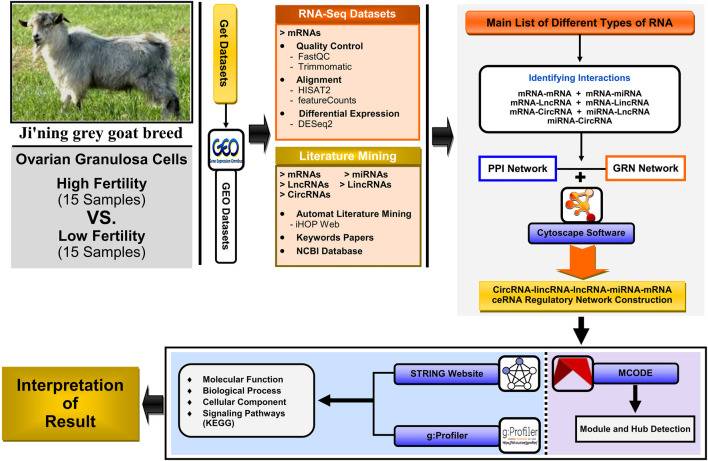 Ji'ning grey goat breed
Ovarian Granulosa Cells
High Fertility
(15 Samples)
VS.
Low Fertility
(15 Samples)
Get Datasets
GEO
Gene Expression Omnibus
GEO Datasets
RNA-Seq Datasets
> mRNAs
● Quality Control
- FastQC
- Trimmomatic
● Alignment
- HISAT2
- featureCounts
● Differential Expression
- DESeq2
Literature Mining
> mRNAs > miRNAs
> LncRNAs > LincRNAs
> CircRNAs
● Automat Literature Mining
- iHOP Web
● Keywords Papers
● NCBI Database
Main List of Different Types of RNA
Identifying Interactions
mRNA-mRNA + mRNA-miRNA
mRNA-LncRNA + mRNA-LincRNA
mRNA-CircRNA + miRNA-LncRNA
miRNA-CircRNA
PPI Network + GRN Network
Cytoscape Software
CircRNA-lincRNA-lncRNA-miRNA-mRNA
ceRNA Regulatory Network Construction
STRING Website
g:Profiler
g:Profiler
MCODE
Module and Hub Detection
♦ Molecular Function
♦ Biological Process
♦ Cellular Component
♦ Signaling Pathways
(KEGG)
Interpretation
of
Result